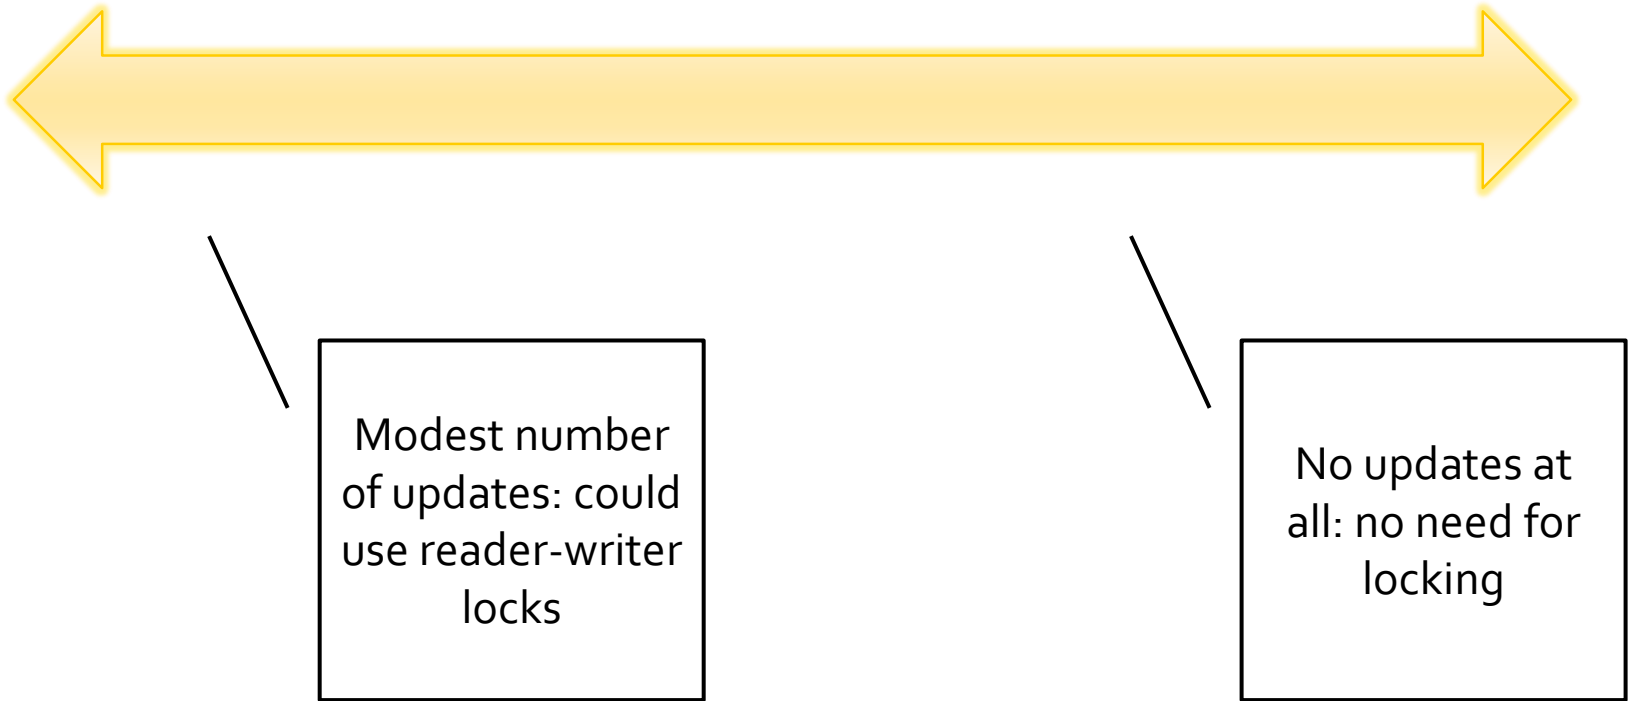 Modest number
of updates: could
use reader-writer
locks
No updates at
all: no need for
locking